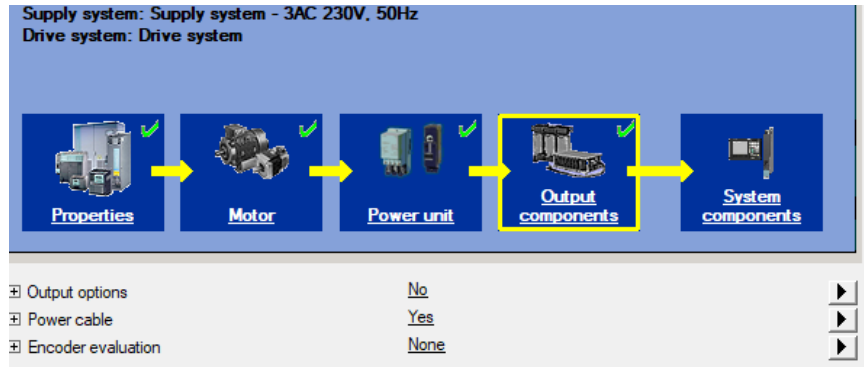 Supply system: Supply system - 3AC 230V, 50Hz
Drive system: Drive system
Properties
Motor
Power unit
Output
components
System
components
Output options No
Power cable Yes
Encoder evaluation None